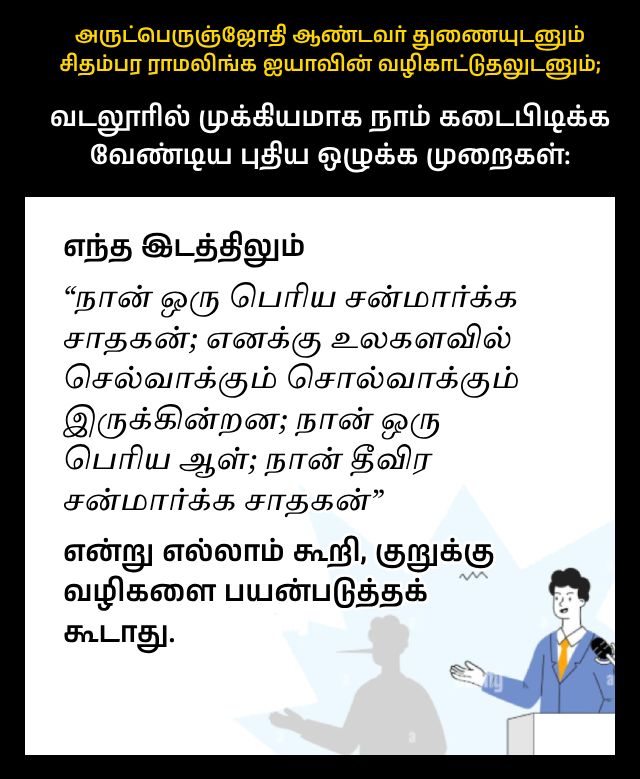 அருட்பெருஞ்ஜோதி ஆண்டவர் துணையுடனும்
சிதம்பர ராமலிங்க ஐயாவின் வழிகாட்டுதலுடனும்;
வடலூரில் முக்கியமாக நாம் கடைபிடிக்க
வேண்டிய புதிய ஒழுக்க முறைகள்:
எந்த இடத்திலும்
“நான் ஒரு பெரிய சன்மார்க்க
சாதகன்; எனக்கு உலகளவில்
செல்வாக்கும் சொல்வாக்கும்
இருக்கின்றன; நான் ஒரு
பெரிய ஆள்; நான் தீவிர
சன்மார்க்க சாதகன்”
என்று எல்லாம் கூறி, குறுக்கு
வழிகளை பயன்படுத்தக்
கூடாது.